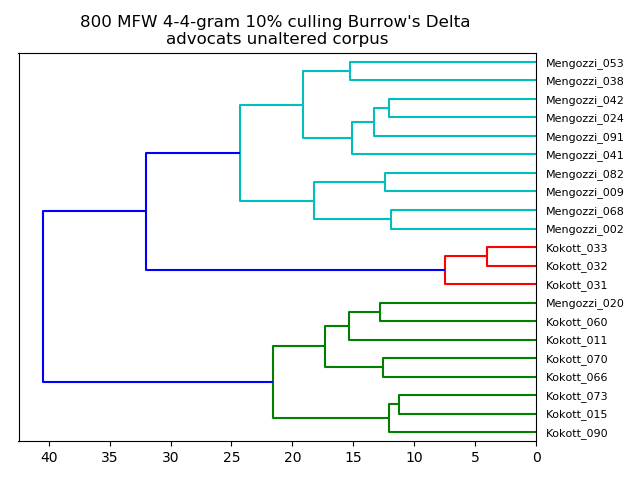 800 MFW 4-4-gram 10% culling Burrow's Delta
advocats unaltered corpus
Mengozzi_053
Mengozzi_038
Mengozzi_042
Mengozzi_024
Mengozzi_091
Mengozzi_041
Mengozzi_082
Mengozzi_009
Mengozzi_068
Mengozzi_002
Kokott_033
Kokott_032
Kokott_031
Mengozzi_020
Kokott_060
Kokott_011
Kokott_070
Kokott_066
Kokott_073
Kokott_015
Kokott_090
40 35 30 25 20 15 10 5 0